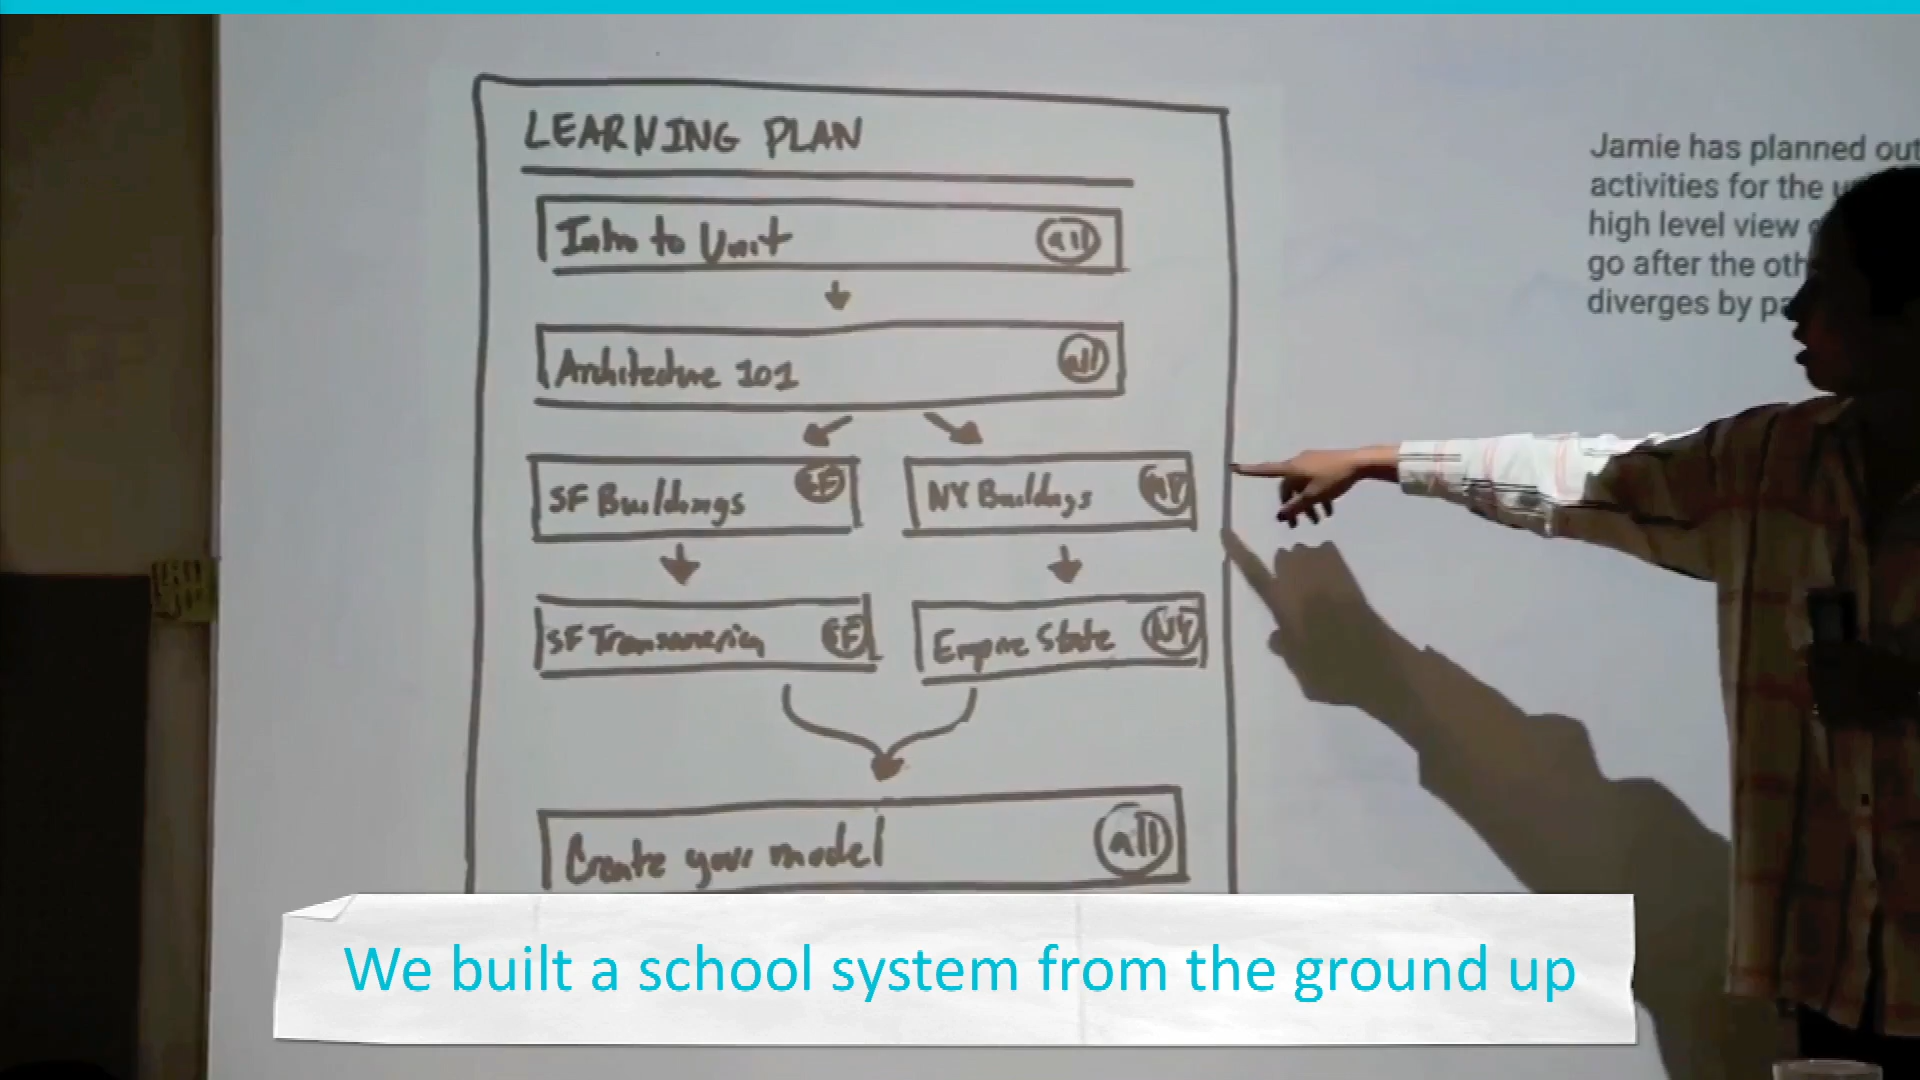 LEARNING PLAN
Intro to Unit all
Architecture 101 all
SF Buildings SF
NY Buildings NY
SF Transamerica SF
Empire State NY
Create your model all
Jamie has planned out
activities for the
high level view
go after the
diverges by
We built a school system from the ground up